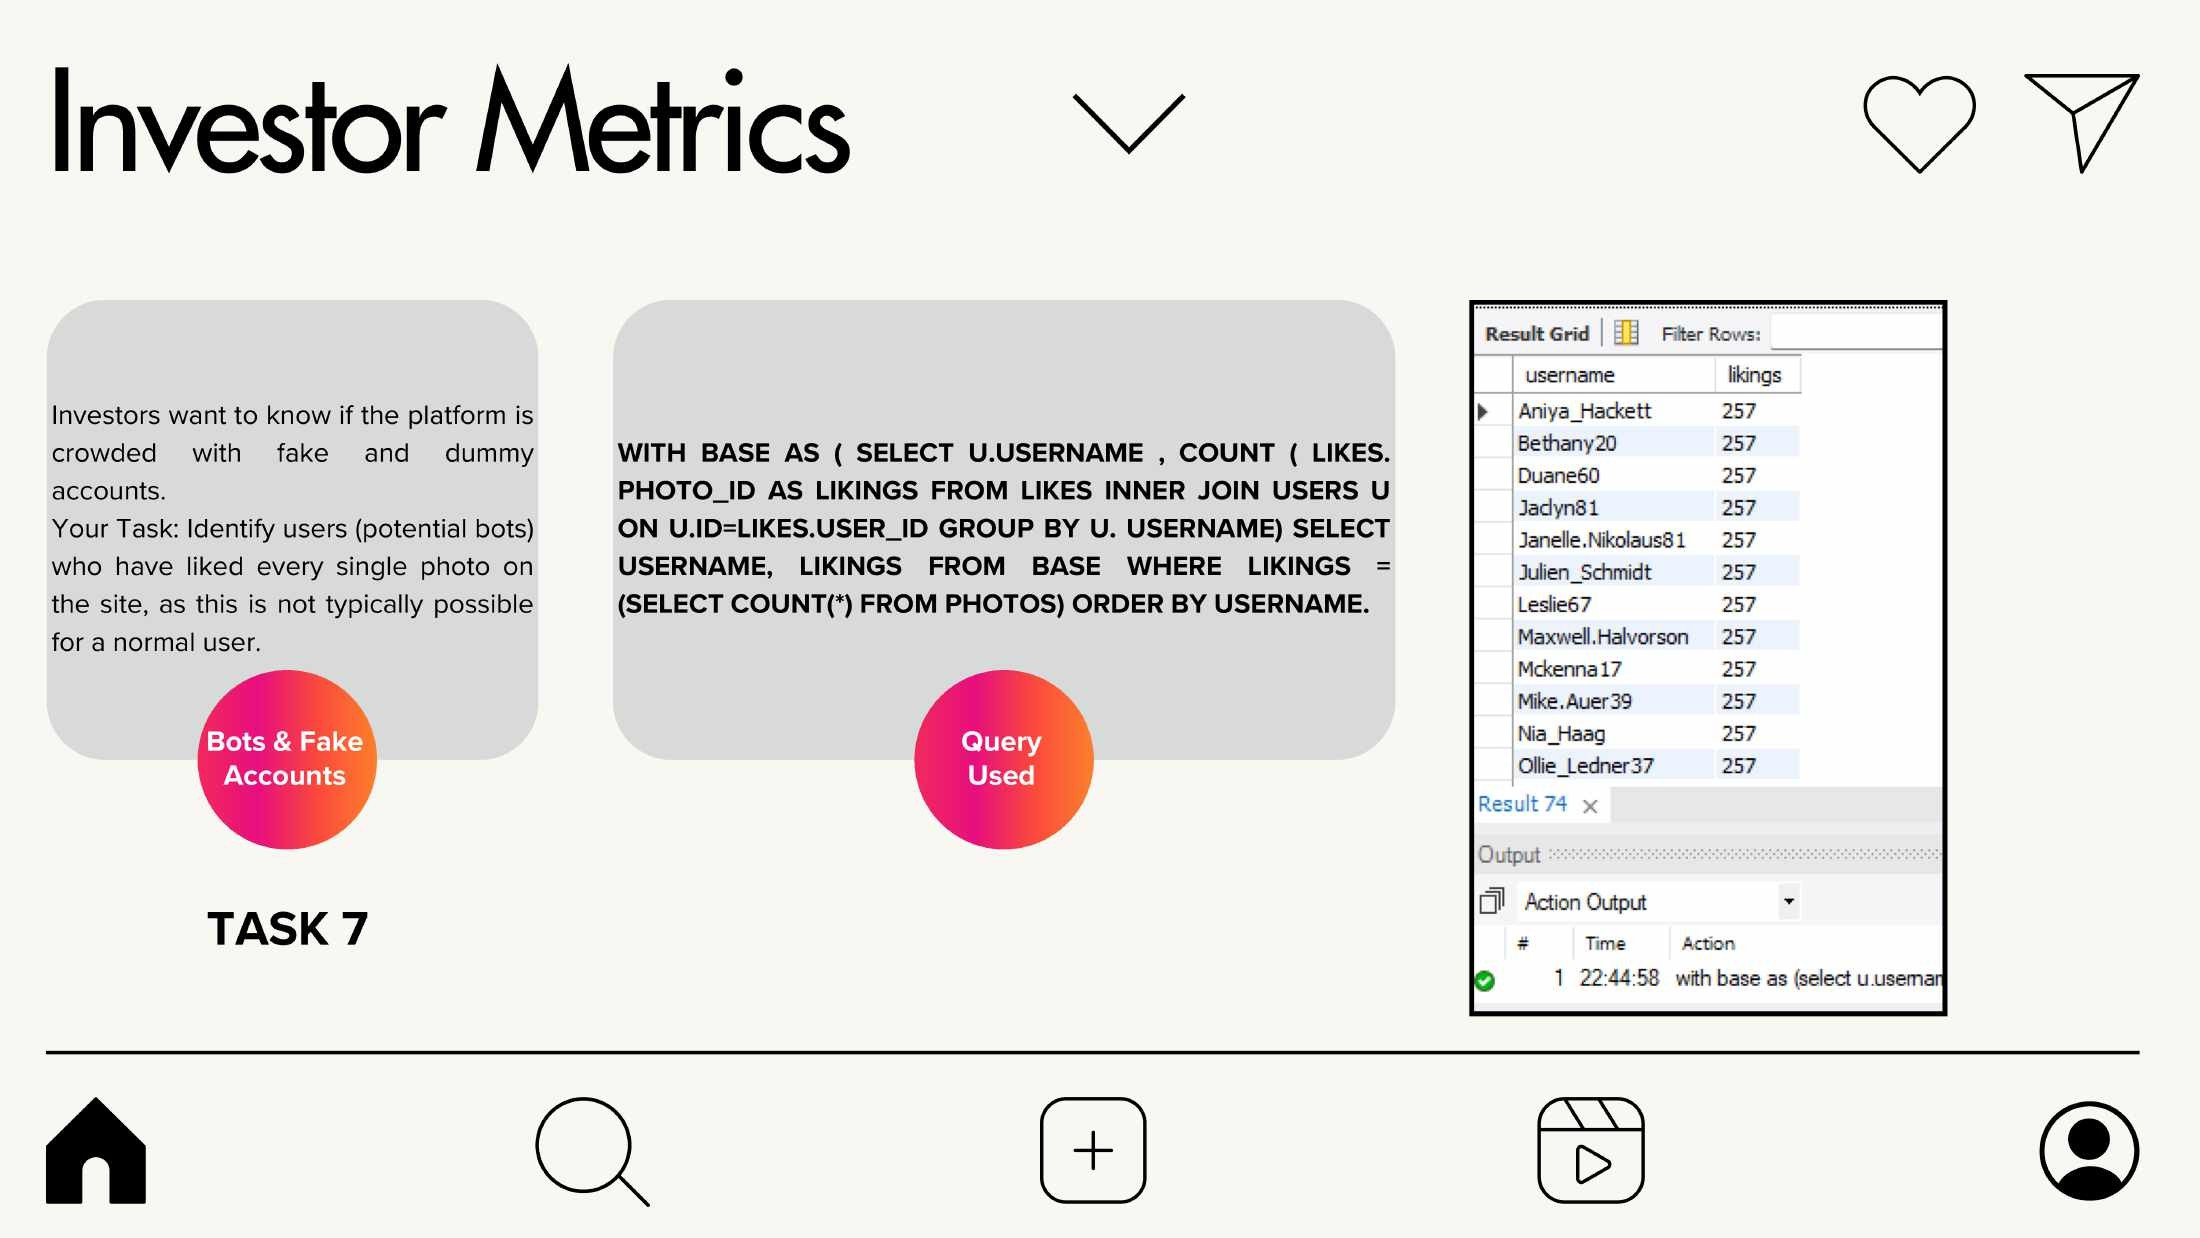 Investor Metrics
Investors want to know if the platform is
crowded with fake and dummy
accounts.
Your Task: Identify users (potential bots)
who have liked every single photo on
the site, as this is not typically possible
for a normal user.
Bots & Fake
Accounts
TASK 7
WITH BASE AS ( SELECT U.USERNAME , COUNT ( LIKES.
PHOTO_ID AS LIKINGS FROM LIKES INNER JOIN USERS U
ON U.ID=LIKES.USER_ID GROUP BY U. USERNAME) SELECT
USERNAME, LIKINGS FROM BASE WHERE LIKINGS =
(SELECT COUNT(*) FROM PHOTOS) ORDER BY USERNAME.
Query
Used
Result Grid Filter Rows:
username likings
Aniya_Hackett 257
Bethany20 257
Duane60 257
Jaclyn81 257
Janelle.Nikolaus81 257
Julien_Schmidt 257
Leslie67 257
Maxwell.Halvorson 257
Mckenna17 257
Mike.Auer39 257
Nia_Haag 257
Ollie_Ledner37 257
Result 74
Output
Action Output
# Time Action
1 22:44:58 with base as (select u.usernam